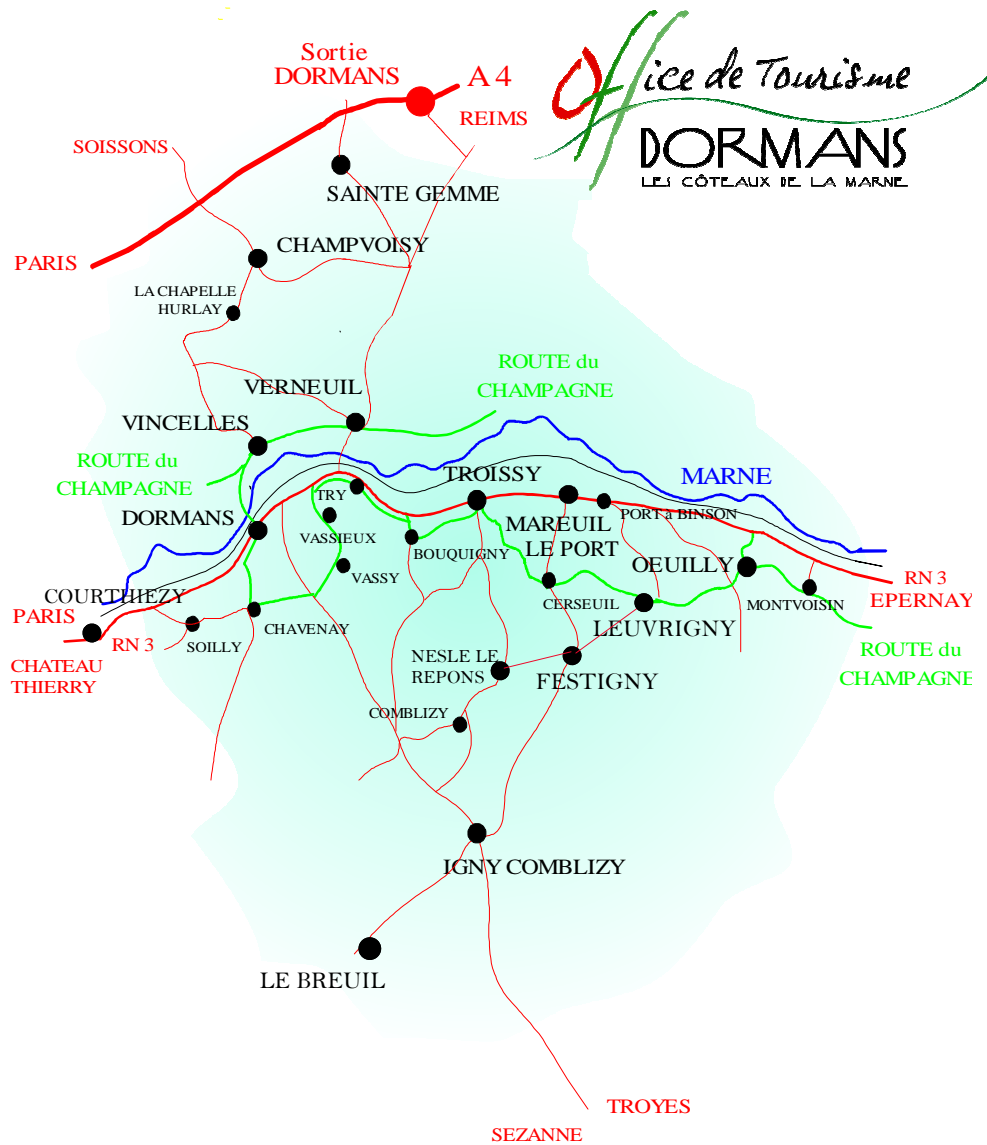 Sortie
DORMANS
A 4
REIMS
Office de Tourisme
DORMANS
LES CÔTEAUX DE LA MARNE
SOISSONS
SAINTE GEMME
CHAMPVOISY
PARIS
LA CHAPELLE
HURLAY
ROUTE du
CHAMPAGNE
VERNEUIL
VINCELLES
ROUTE du
CHAMPAGNE
TROISSY
MARNE
TRY
DORMANS
PORT à BINSON
MAREUIL
LE PORT
VASSIEUX
BOUQUIGNY
OEUILLY
VASSY
COURTHIEZY
CERSEUIL
MONTVOISIN
RN 3
EPERNAY
PARIS
CHAVENAY
LEUVRIGNY
RN 3
SOILLY
ROUTE du
CHAMPAGNE
CHATEAU
THIERRY
NESLE LE
REPONS
FESTIGNY
COMBLIZY
IGNY COMBLIZY
LE BREUIL
TROYES
SEZANNE